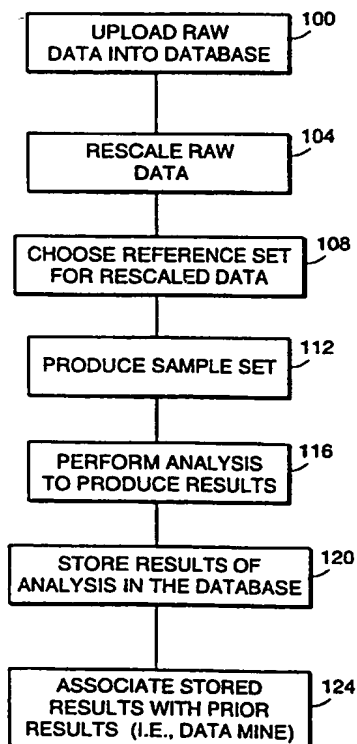 UPLOAD RAW
DATA INTO DATABASE
100
RESCALE RAW
DATA
104
CHOOSE REFERENCE SET
FOR RESCALED DATA
108
PRODUCE SAMPLE SET
112
PERFORM ANALYSIS
TO PRODUCE RESULTS
116
STORE RESULTS OF
ANALYSIS IN THE DATABASE
120
ASSOCIATE STORED
RESULTS WITH PRIOR
RESULTS (I.E., DATA MINE)
124